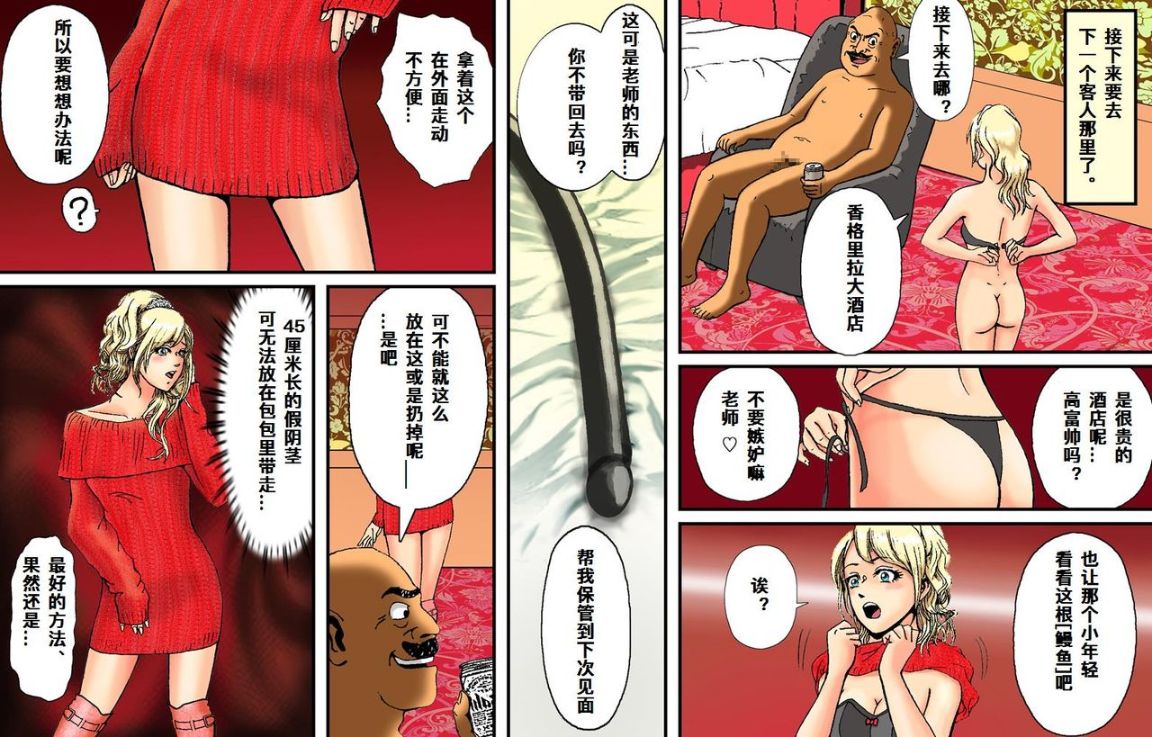 接下来要去
下一个客人那里了。
接下来去哪？
香格里拉大酒店
是很贵的
酒店呢…
高富帅吗？
不要嫉妒嘛
老师♡
也让那个小年轻
看看这根[鳗鱼]吧
诶？
这可是老师的东西…
你不带回去吗？
帮我保管到下次见面
拿着这个
在外面走动
不方便…
所以要想想办法呢
？
可不能就这么
放在这或是扔掉呢
…是吧
45厘米长的假阴茎
可无法放在包包里带走…
最好的方法、
果然还是…